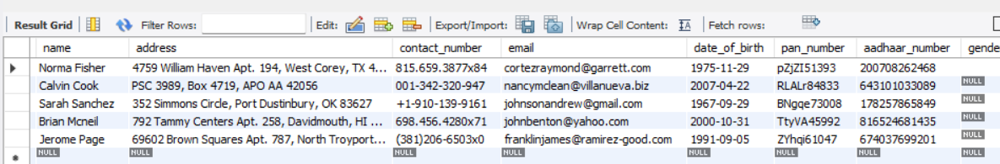 Result Grid Filter Rows: Edit: Export/Import: Wrap Cell Content: IA Fetch rows:
name address contact_number email date_of_birth pan_number aadhaar_number gende
Norma Fisher 4759 William Haven Apt. 194, West Corey, TX 4... 815.659.3877x84 cortezraymond@garrett.com 1975-11-29 pZjZI51393 200708262468
Calvin Cook PSC 3989, Box 4719, APO AA 42056 001-342-320-947 nancymclean@villanueva.biz 2007-04-22 RLALr84833 643101033089 NULL
Sarah Sanchez 352 Simmons Circle, Port Dustinbury, OK 83627 +1-910-139-9161 johnsonandrew@gmail.com 1967-09-29 BNgqe73008 178257865849 NULL
Brian Mcneil 792 Tammy Centers Apt. 258, Davidmouth, HI ... 698.456.4280x71 johnbenton@yahoo.com 2000-10-31 TtyVA45992 816524681435 NULL
Jerome Page 69602 Brown Squares Apt. 787, North Troyport... (381)206-6503x0 franklinjames@ramirez-good.com 1991-09-05 ZYhqi61047 674037699201 NULL
NULL NULL NULL NULL NULL NULL NULL NULL